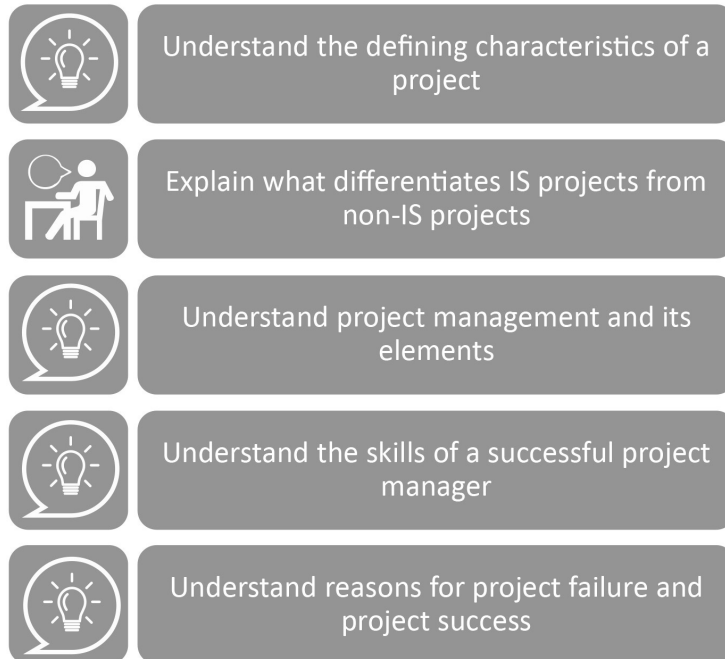 Understand the defining characteristics of a
project
Explain what differentiates IS projects from
non-IS projects
Understand project management and its
elements
Understand the skills of a successful project
manager
Understand reasons for project failure and
project success